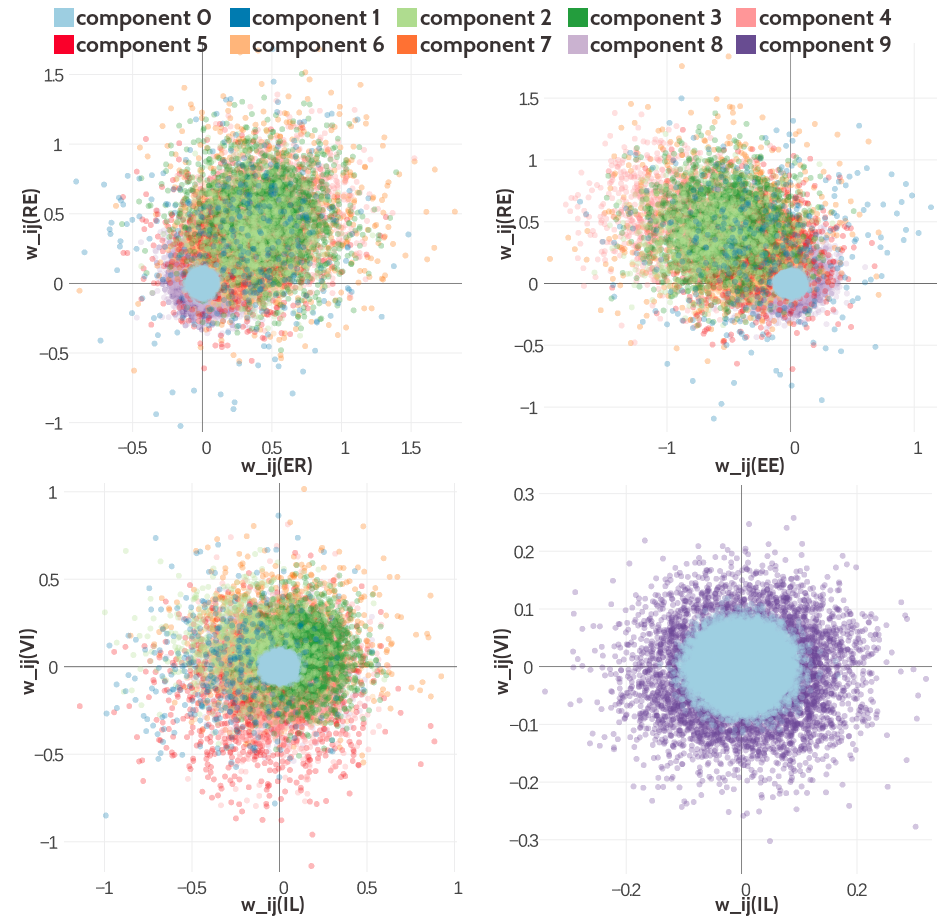 component 0 component 1 component 2 component 3 component 4
component 5 component 6 component 7 component 8 component 9
1.5
1
0.5
0
−0.5
−1
w_ij(RE)
−0.5 0 0.5 1 1.5
w_ij(ER)
1.5
1
0.5
0
−0.5
−1
w_ij(RE)
−1 0 1
w_ij(EE)
1
0.5
0
−0.5
−1
w_ij(VI)
−1 −0.5 0 0.5 1
w_ij(IL)
0.3
0.2
0.1
0
−0.1
−0.2
−0.3
w_ij(VI)
−0.2 0 0.2
w_ij(IL)